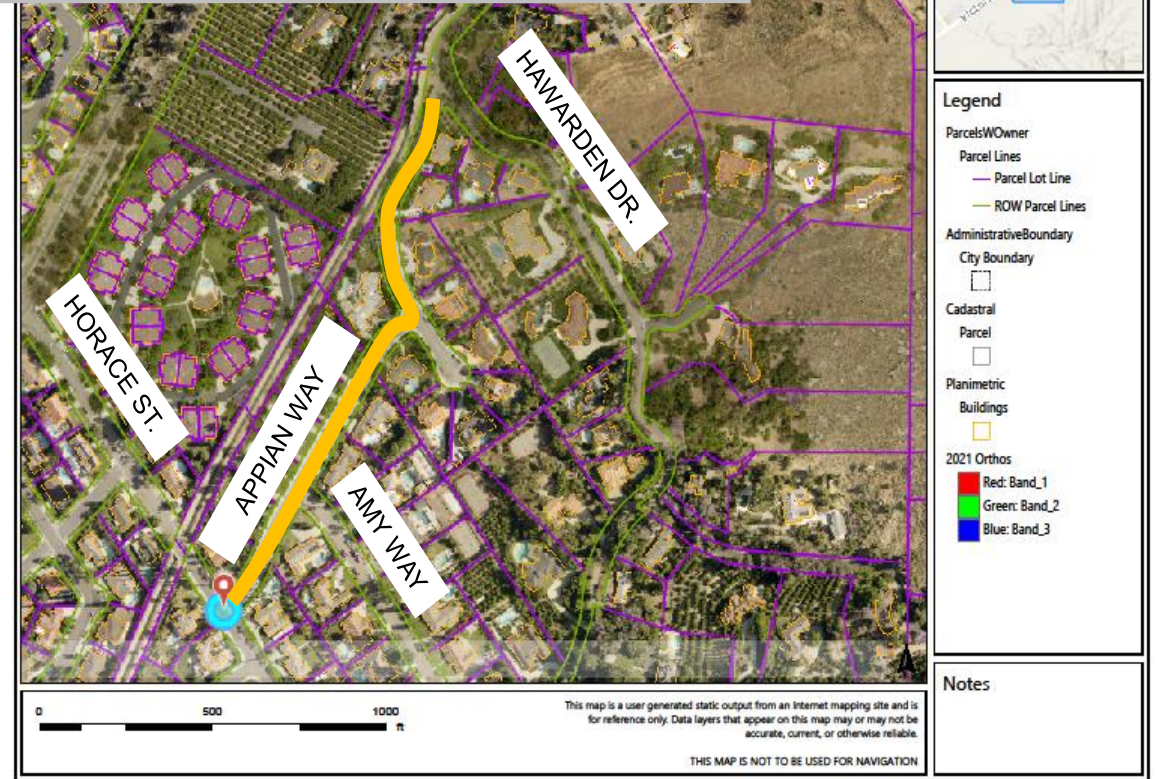 HAWARDEN DR.
HORACE ST.
APPIAN WAY
AMY WAY
Legend
ParcelsWOwner
Parcel Lines
Parcel Lot Line
ROW Parcel Lines
AdministrativeBoundary
City Boundary
Cadastral
Parcel
Planimetric
Buildings
2021 Orthos
Red: Band_1
Green: Band_2
Blue: Band_3
Notes
0 500 1000
ft
This map is a user generated static output from an Internet mapping site and is
for reference only. Data layers that appear on this map may or may not be
accurate, current, or otherwise reliable.
THIS MAP IS NOT TO BE USED FOR NAVIGATION